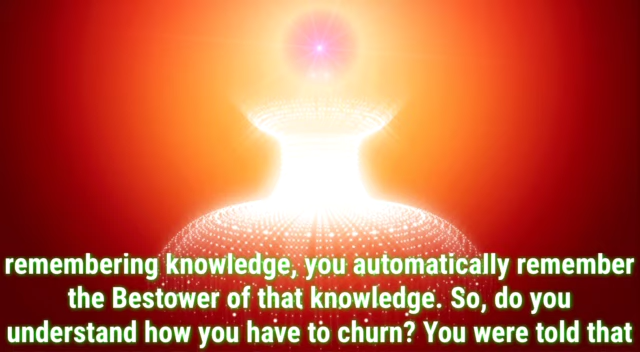 remembering knowledge, you automatically remember
the Bestower of that knowledge. So, do you
understand how you have to churn? You were told that